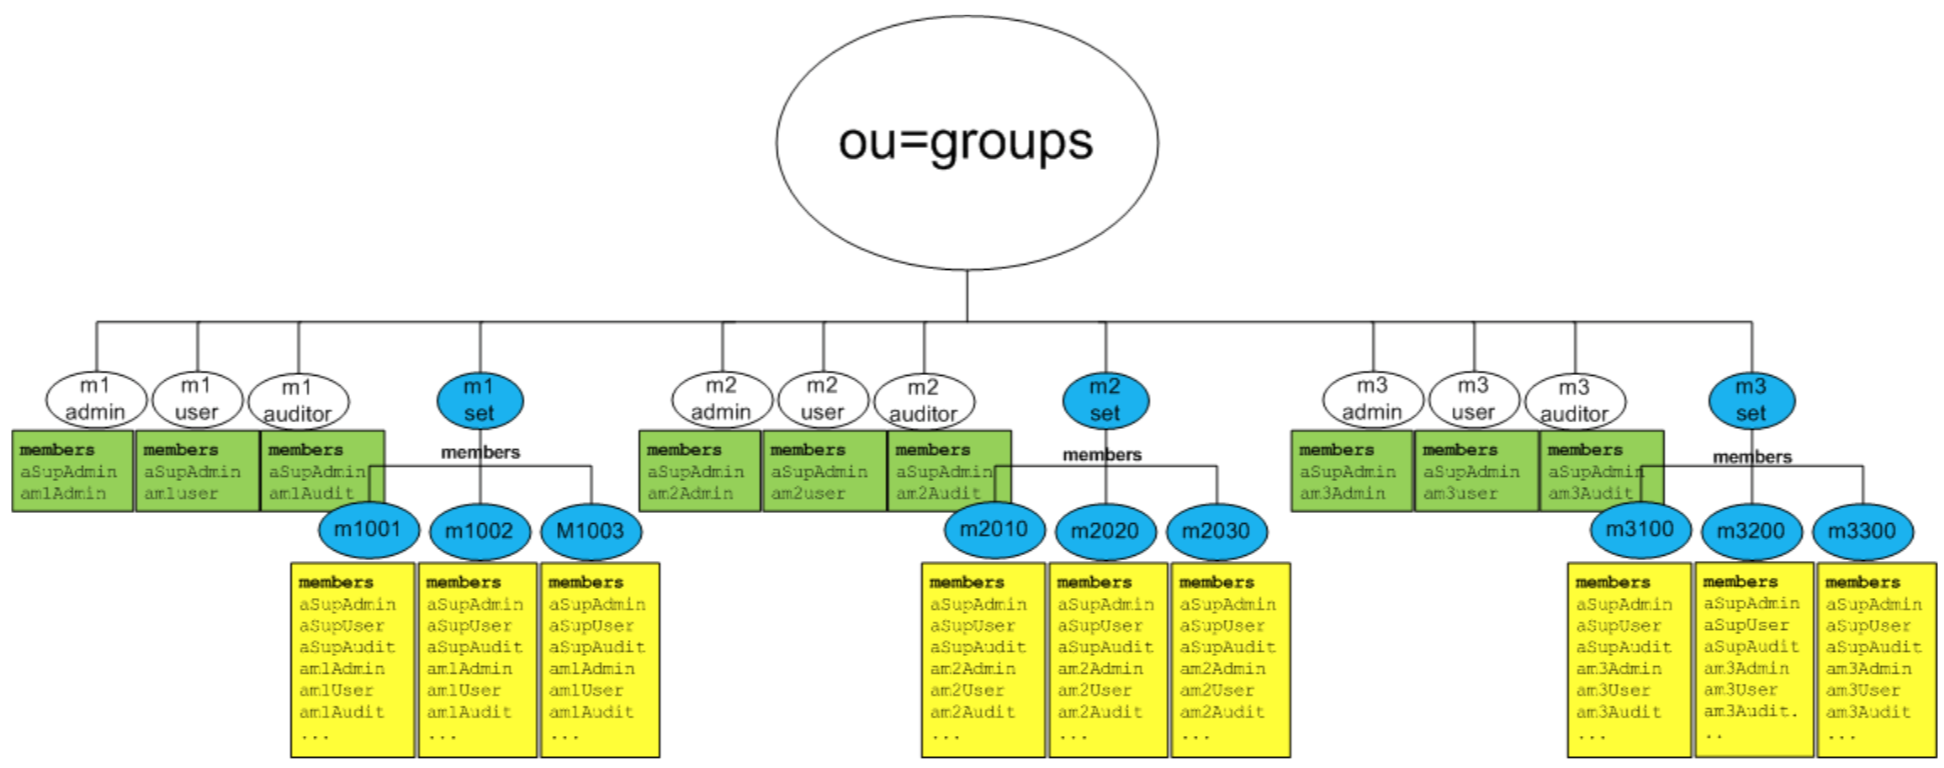 ou=groups
m1
admin
m1
user
m1
auditor
m1
set
m2
admin
m2
user
m2
auditor
m2
set
m3
admin
m3
user
m3
auditor
m3
set
members
aSupAdmin
am1Admin
members
aSupAdmin
am1user
members
aSupAdmin
am1Audit
members
members
aSupAdmin
am2Admin
members
aSupAdmin
am2user
members
aSupAdmin
am2Audit
members
members
aSupAdmin
am3Admin
members
aSupAdmin
am3user
members
aSupAdmin
am3Audit
members
m1001
m1002
M1003
m2010
m2020
m2030
m3100
m3200
m3300
members
aSupAdmin
aSupUser
aSupAudit
am1Admin
am1User
am1Audit
...
members
aSupAdmin
aSupUser
aSupAudit
am1Admin
am1User
am1Audit
...
members
aSupAdmin
aSupUser
aSupAudit
am1Admin
am1User
am1Audit
...
members
aSupAdmin
aSupUser
aSupAudit
am2Admin
am2User
am2Audit
...
members
aSupAdmin
aSupUser
aSupAudit
am2Admin
am2User
am2Audit
...
members
aSupAdmin
aSupUser
aSupAudit
am2Admin
am2User
am2Audit
...
members
aSupAdmin
aSupUser
aSupAudit
am3Admin
am3User
am3Audit
...
members
aSupAdmin
aSupUser
aSupAudit
am3Admin
am3User
am3Audit.
..
members
aSupAdmin
aSupUser
aSupAudit
am3Admin
am3User
am3Audit
...